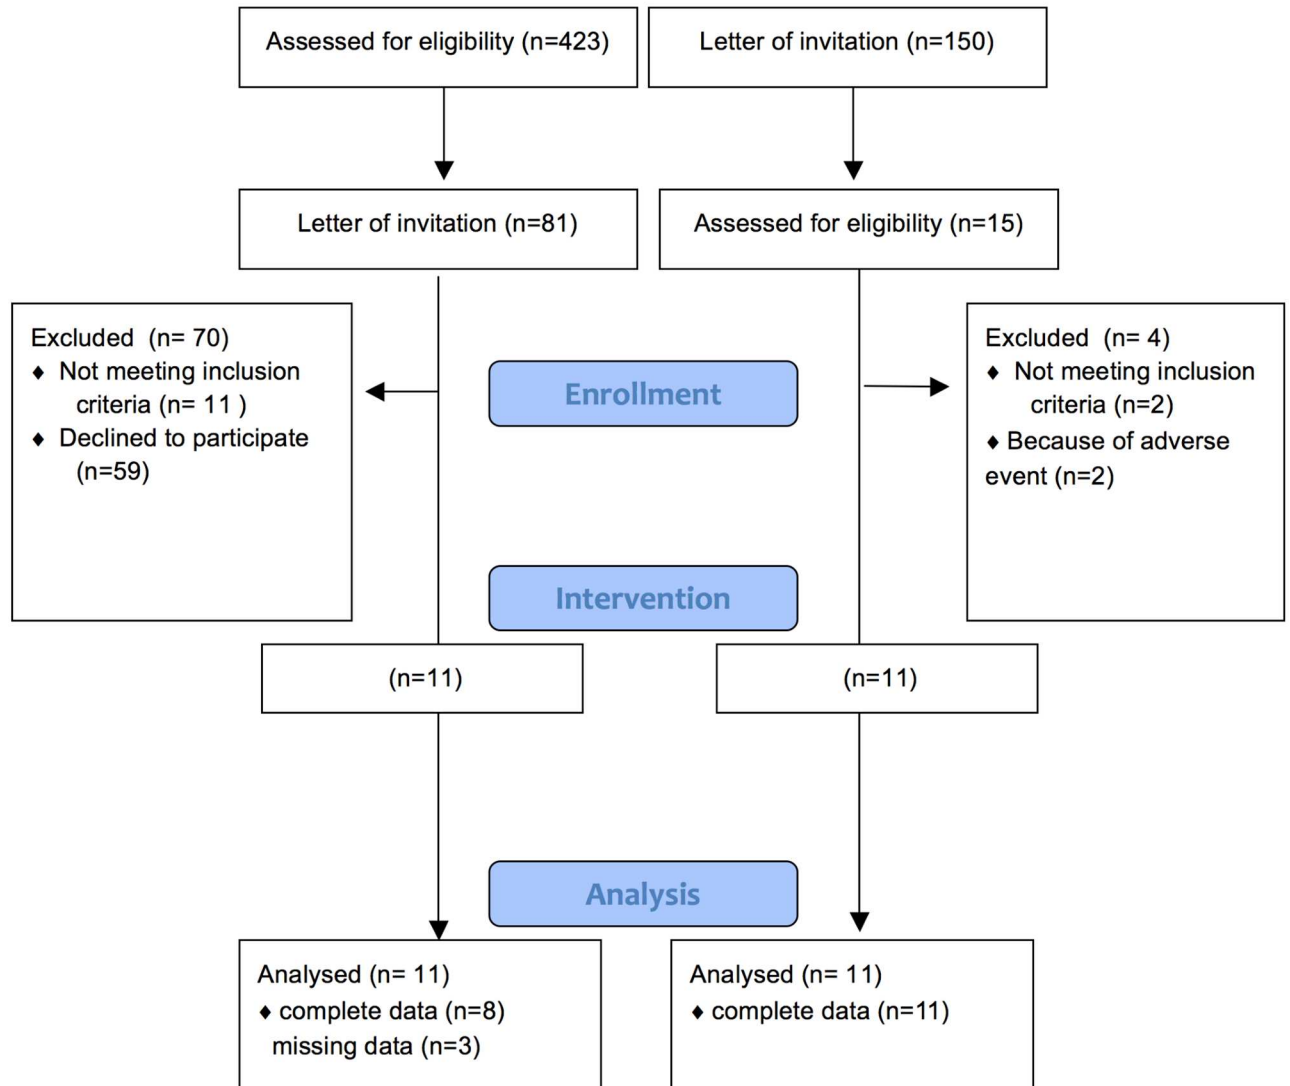 Assessed for eligibility (n=423)
Letter of invitation (n=150)
Letter of invitation (n=81)
Assessed for eligibility (n=15)
Excluded (n= 70)
♦ Not meeting inclusion
criteria (n= 11 )
♦ Declined to participate
(n=59)
Enrollment
Excluded (n= 4)
♦ Not meeting inclusion
criteria (n=2)
♦ Because of adverse
event (n=2)
Intervention
(n=11)
(n=11)
Analysis
Analysed (n= 11)
♦ complete data (n=8)
missing data (n=3)
Analysed (n= 11)
♦ complete data (n=11)